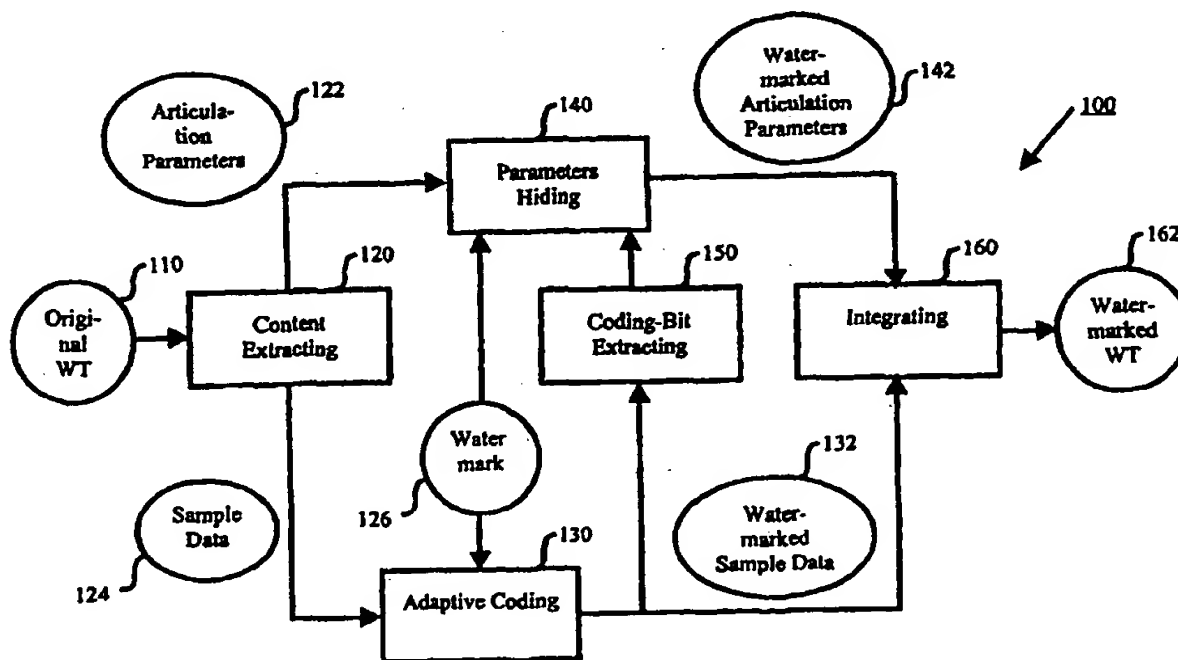 122
Articula-
tion
Parameters
140
Parameters
Hiding
Water-
marked
Articulation
Parameters
142
100
110
Origi-
nal
WT
120
Content
Extracting
150
Coding-Bit
Extracting
160
Integrating
162
Water-
marked
WT
Water
mark
126
Sample
Data
124
130
Adaptive Coding
132
Water-
marked
Sample Data